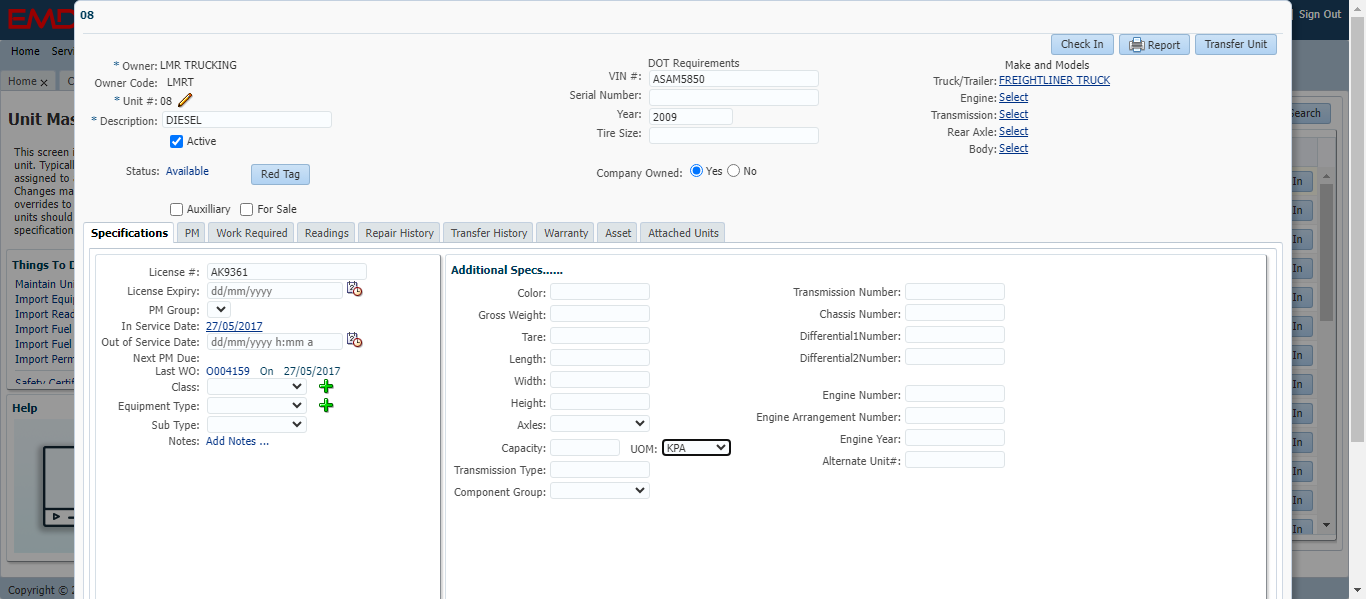 08
EMD
Sign Out
Home
Home x
Check In
Report
Transfer Unit
* Owner: LMR TRUCKING
Owner Code: LMRT
* Unit #: 08
* Description: DIESEL
Active
Status: Available
Red Tag
Auxilliary
For Sale
DOT Requirements
VIN #: ASAM5850
Serial Number:
Year: 2009
Tire Size:
Company Owned: Yes No
Make and Models
Truck/Trailer: FREIGHTLINER TRUCK
Engine: Select
Transmission: Select
Rear Axle: Select
Body: Select
Specifications
PM
Work Required
Readings
Repair History
Transfer History
Warranty
Asset
Attached Units
License #: AK9361
License Expiry: dd/mm/yyyy
PM Group:
In Service Date: 27/05/2017
Out of Service Date: dd/mm/yyyy h:mm a
Next PM Due:
Last WO: O004159 On 27/05/2017
Class:
Equipment Type:
Sub Type:
Notes: Add Notes ...
Additional Specs......
Color:
Gross Weight:
Tare:
Length:
Width:
Height:
Axles:
Capacity:
UOM: KPA
Transmission Type:
Component Group:
Transmission Number:
Chassis Number:
Differential1Number:
Differential2Number:
Engine Number:
Engine Arrangement Number:
Engine Year:
Alternate Unit#:
This screen
unit. Typical
assigned to
Changes ma
overrides to
units should
specification
Things To D
Maintain Uni
Import Equi
Import Read
Import Fuel
Import Fuel
Import Perm
Help
Copyright ©
In
In
In
In
In
In
In
In
In
In
In
In
In